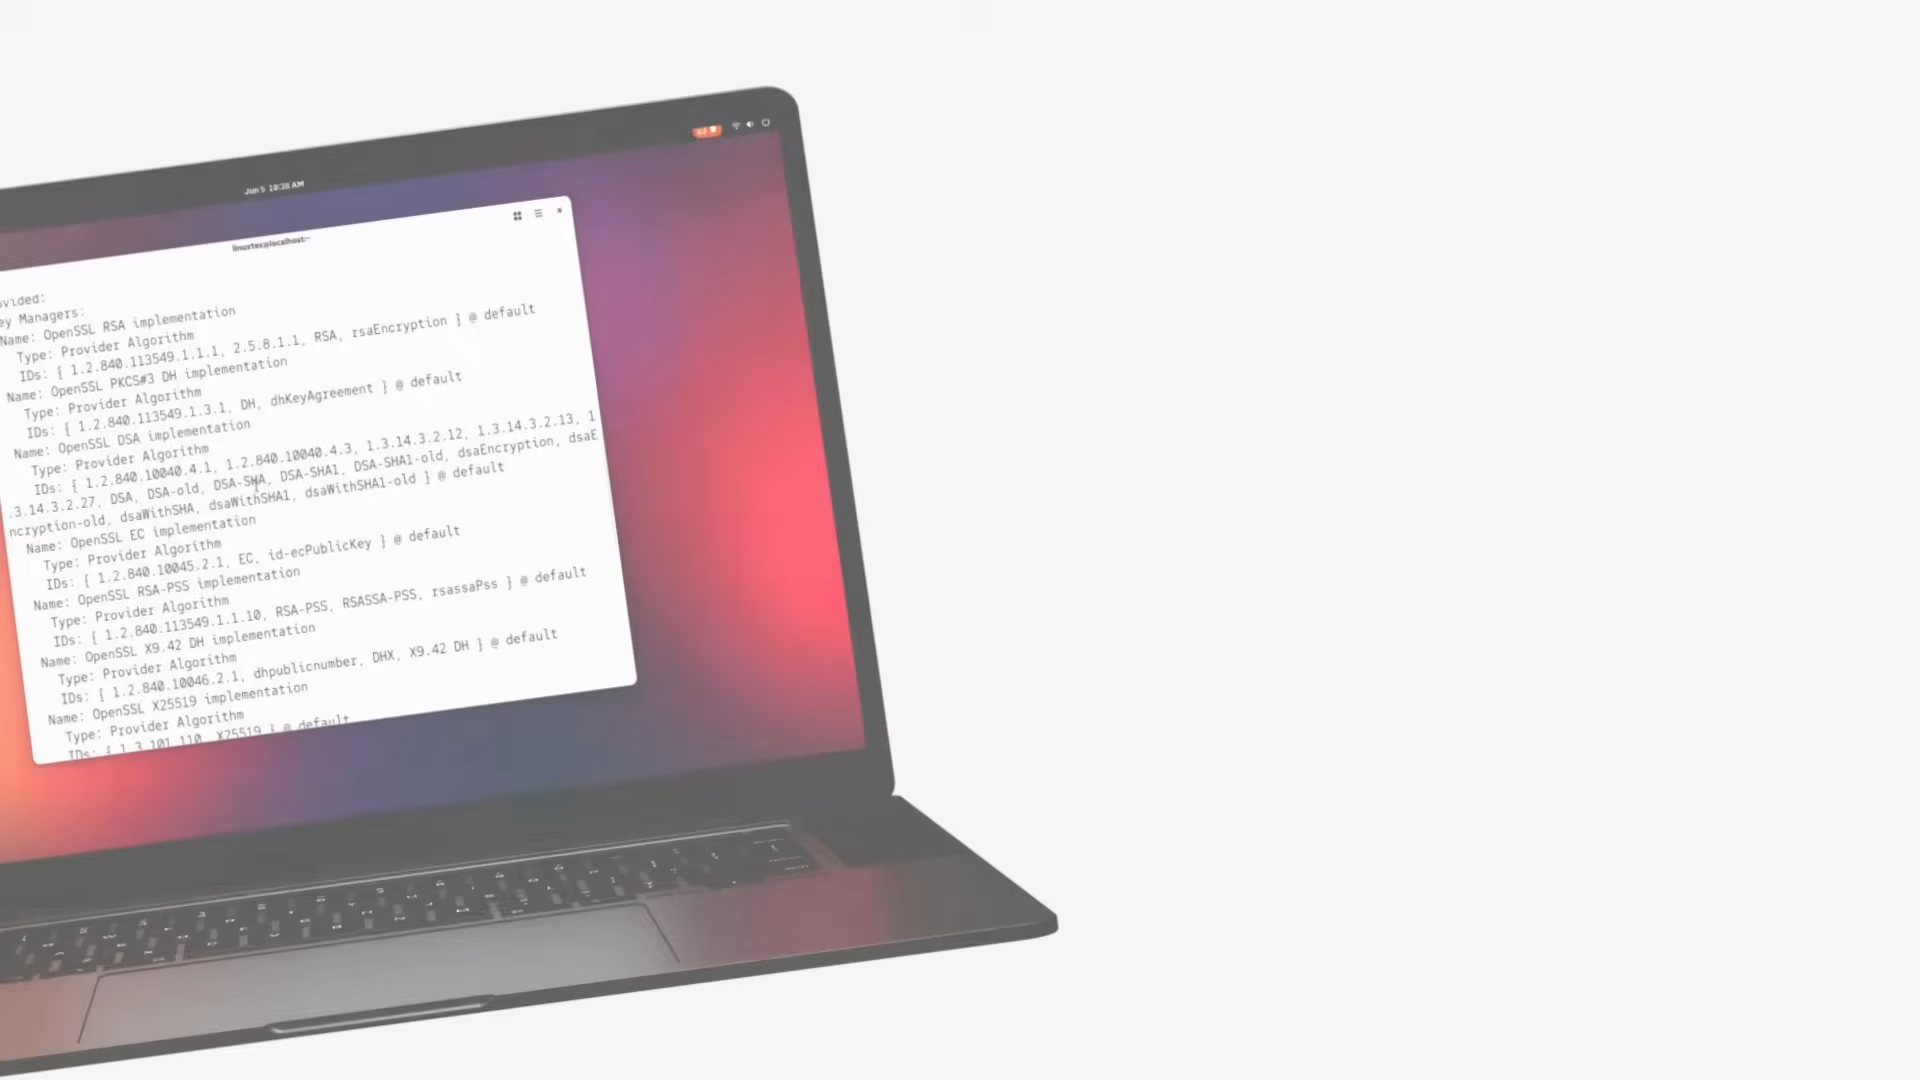 Jun 5 10:38 AM
linuxtex@localhost:~
ovided:
ey Managers:
Name: OpenSSL RSA implementation
Type: Provider Algorithm
IDs: { 1.2.840.113549.1.1.1, 2.5.8.1.1, RSA, rsaEncryption } @ default
Name: OpenSSL PKCS#3 DH implementation
Type: Provider Algorithm
IDs: { 1.2.840.113549.1.3.1, DH, dhKeyAgreement } @ default
Name: OpenSSL DSA implementation
Type: Provider Algorithm
IDs: { 1.2.840.10040.4.1, 1.2.840.10040.4.3, 1.3.14.3.2.12, 1.3.14.3.2.13, 1
.3.14.3.2.27, DSA, DSA-old, DSA-SHA, DSA-SHA1, DSA-SHA1-old, dsaEncryption, dsaE
ncryption-old, dsaWithSHA, dsaWithSHA1, dsaWithSHA1-old } @ default
Name: OpenSSL EC implementation
Type: Provider Algorithm
IDs: { 1.2.840.10045.2.1, EC, id-ecPublicKey } @ default
Name: OpenSSL RSA-PSS implementation
Type: Provider Algorithm
IDs: { 1.2.840.113549.1.1.10, RSA-PSS, RSASSA-PSS, rsassaPss } @ default
Name: OpenSSL X9.42 DH implementation
Type: Provider Algorithm
IDs: { 1.2.840.10046.2.1, dhpublicnumber, DHX, X9.42 DH } @ default
Name: OpenSSL X25519 implementation
Type: Provider Algorithm
IDs: { 1.3.101.110, X25519 } @ default